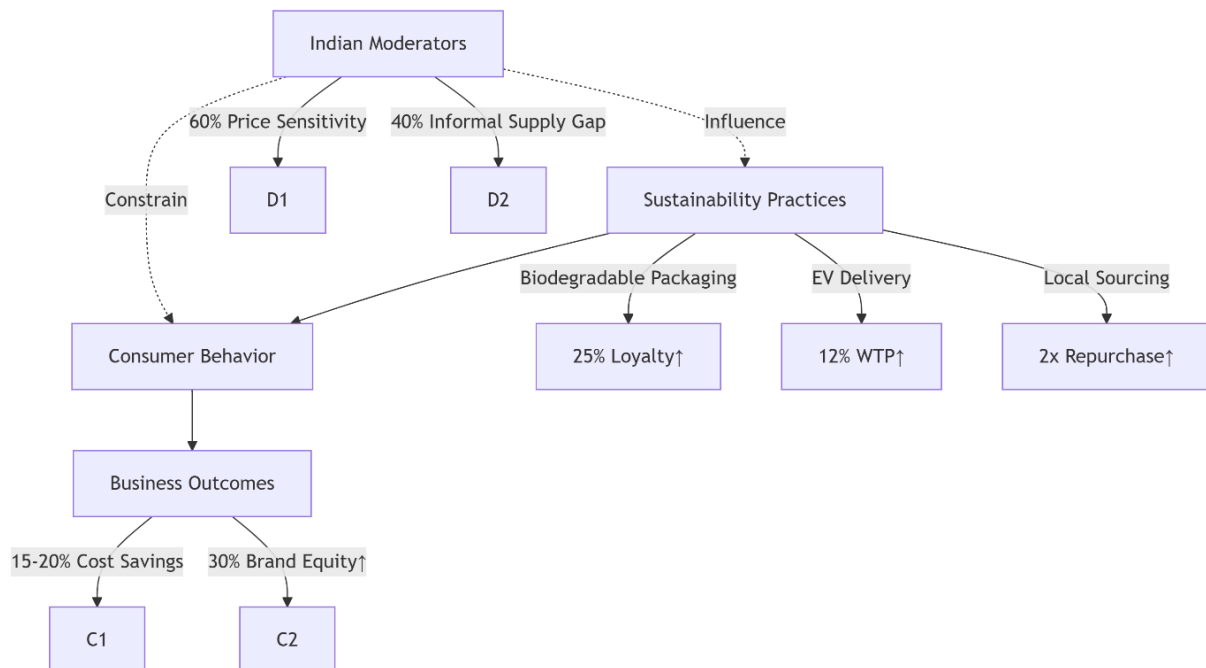 Indian Moderators
60% Price Sensitivity
40% Informal Supply Gap
Influence
Constrain
D1
D2
Sustainability Practices
Biodegradable Packaging
EV Delivery
Local Sourcing
Consumer Behavior
25% Loyalty↑
12% WTP↑
2x Repurchase↑
Business Outcomes
15-20% Cost Savings
30% Brand Equity↑
C1
C2